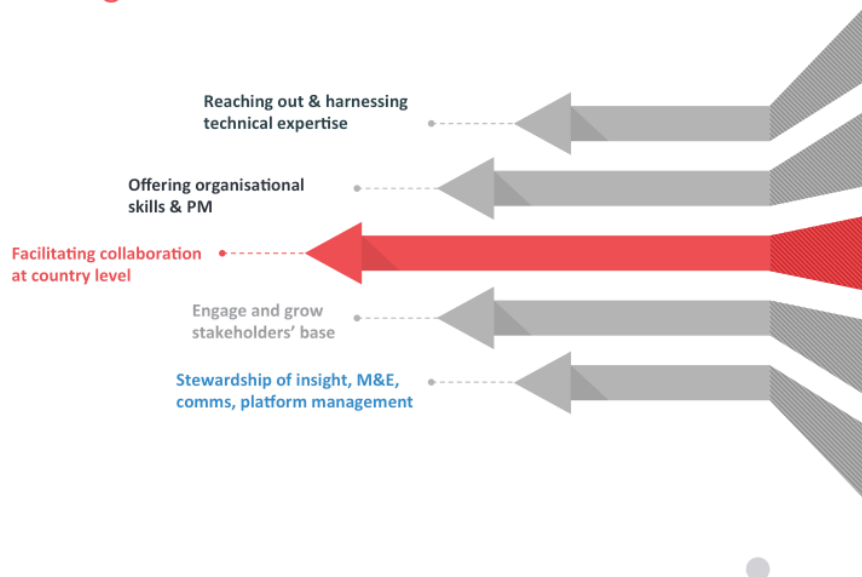 Reaching out & harnessing
technical expertise
Offering organisational
skills & PM
Facilitating collaboration
at country level
Engage and grow
stakeholders’ base
Stewardship of insight, M&E,
comms, platform management